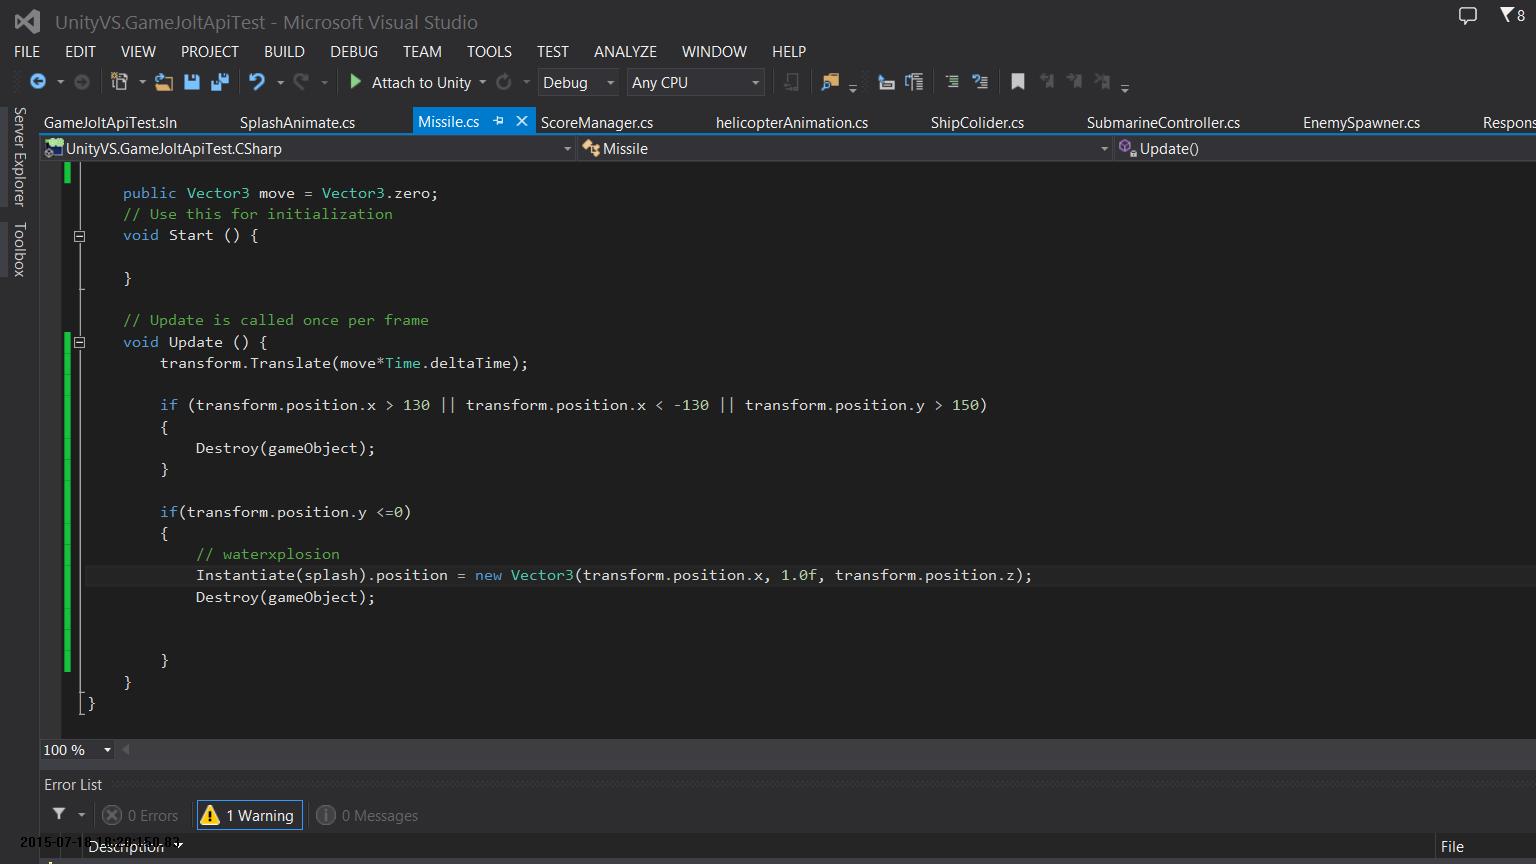 UnityVS.GameJoltApiTest - Microsoft Visual Studio
8
FILE EDIT VIEW PROJECT BUILD DEBUG TEAM TOOLS TEST ANALYZE WINDOW HELP
Attach to Unity Debug Any CPU
Server Explorer
Toolbox
GameJoltApiTest.sln SplashAnimate.cs Missile.cs ScoreManager.cs helicopterAnimation.cs ShipColider.cs SubmarineController.cs EnemySpawner.cs Respons
UnityVS.GameJoltApiTest.CSharp Missile Update()
public Vector3 move = Vector3.zero;
// Use this for initialization
void Start () {
}
// Update is called once per frame
void Update () {
transform.Translate(move*Time.deltaTime);
if (transform.position.x > 130 || transform.position.x < -130 || transform.position.y > 150)
{
Destroy(gameObject);
}
if(transform.position.y <=0)
{
// waterxplosion
Instantiate(splash).position = new Vector3(transform.position.x, 1.0f, transform.position.z);
Destroy(gameObject);
}
}
}
100 %
Error List
0 Errors 1 Warning 0 Messages
Description File